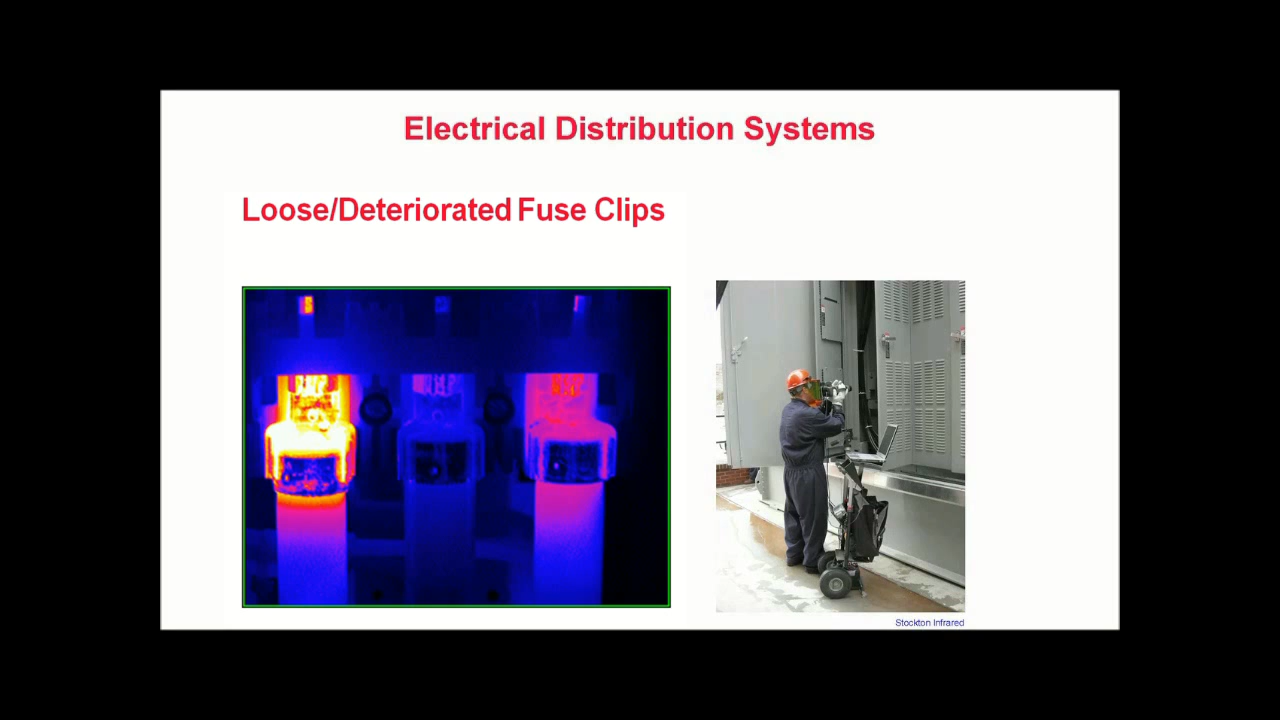 Electrical Distribution Systems
Loose/Deteriorated Fuse Clips
Stockton Infrared